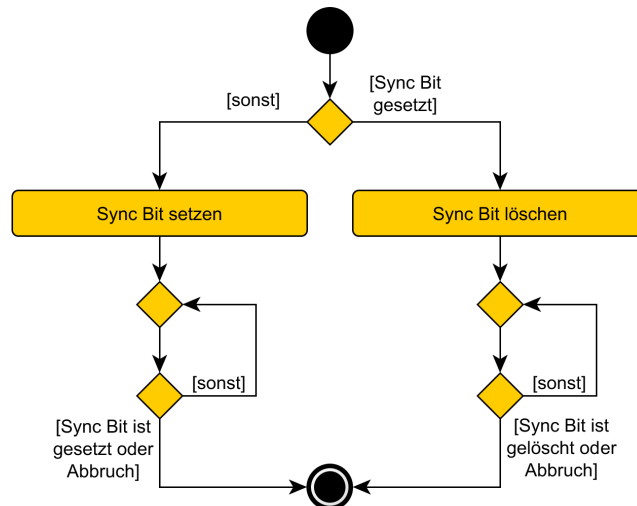 [sonst]
[Sync Bit
gesetzt]
Sync Bit setzen
Sync Bit löschen
[sonst]
[sonst]
[Sync Bit ist
gesetzt oder
Abbruch]
[Sync Bit ist
gelöscht oder
Abbruch]